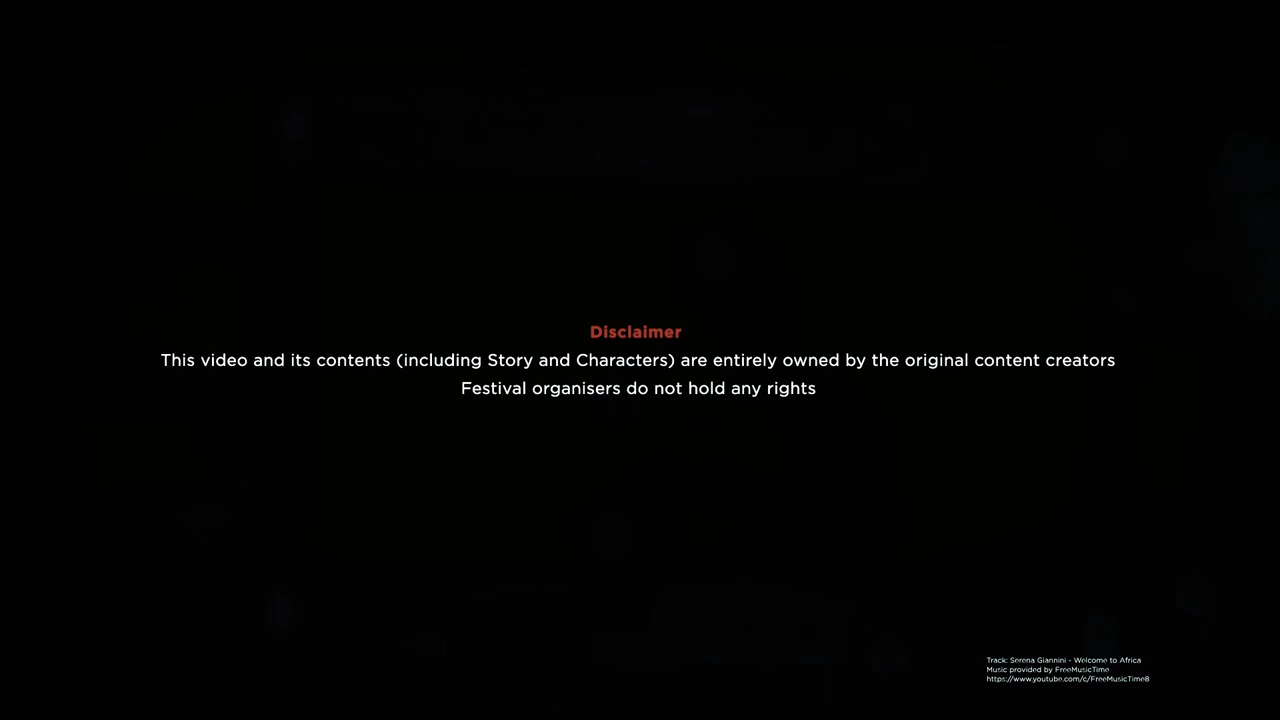 Disclaimer
This video and its contents (including Story and Characters) are entirely owned by the original content creators
Festival organisers do not hold any rights
Track: Serena Giannini - Welcome to Africa
Music provided by FreeMusicTime
https://www.youtube.com/c/FreeMusicTime8